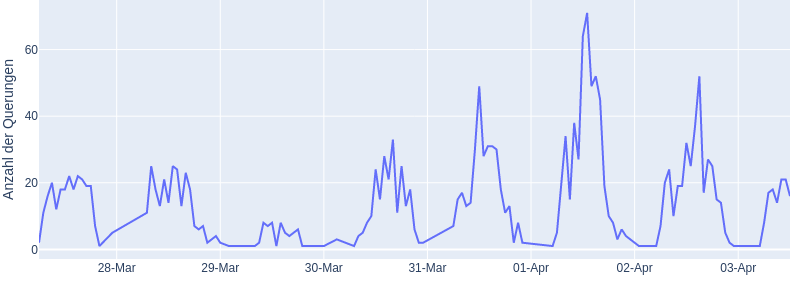 Anzahl der Querungen
60
40
20
0
28-Mar
29-Mar
30-Mar
31-Mar
01-Apr
02-Apr
03-Apr